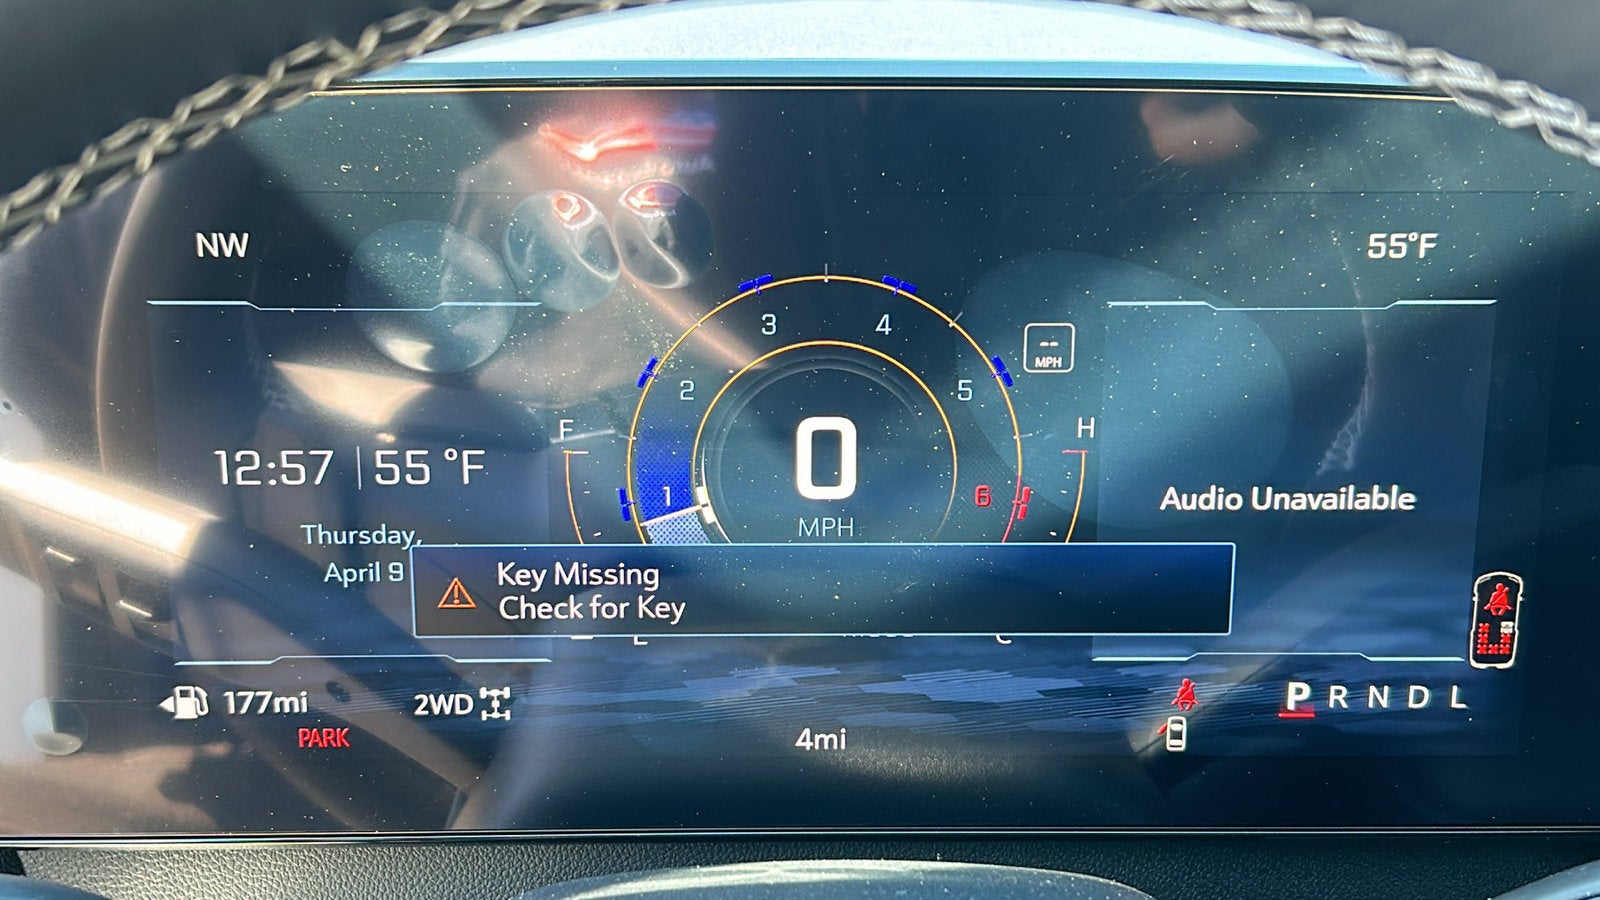 NW
55°F
3
4
2
5
--
MPH
F
H
12:57
55 °F
1
0
6
MPH
Audio Unavailable
Thursday,
April 9
Key Missing
Check for Key
177mi
2WD
P R N D L
PARK
4mi